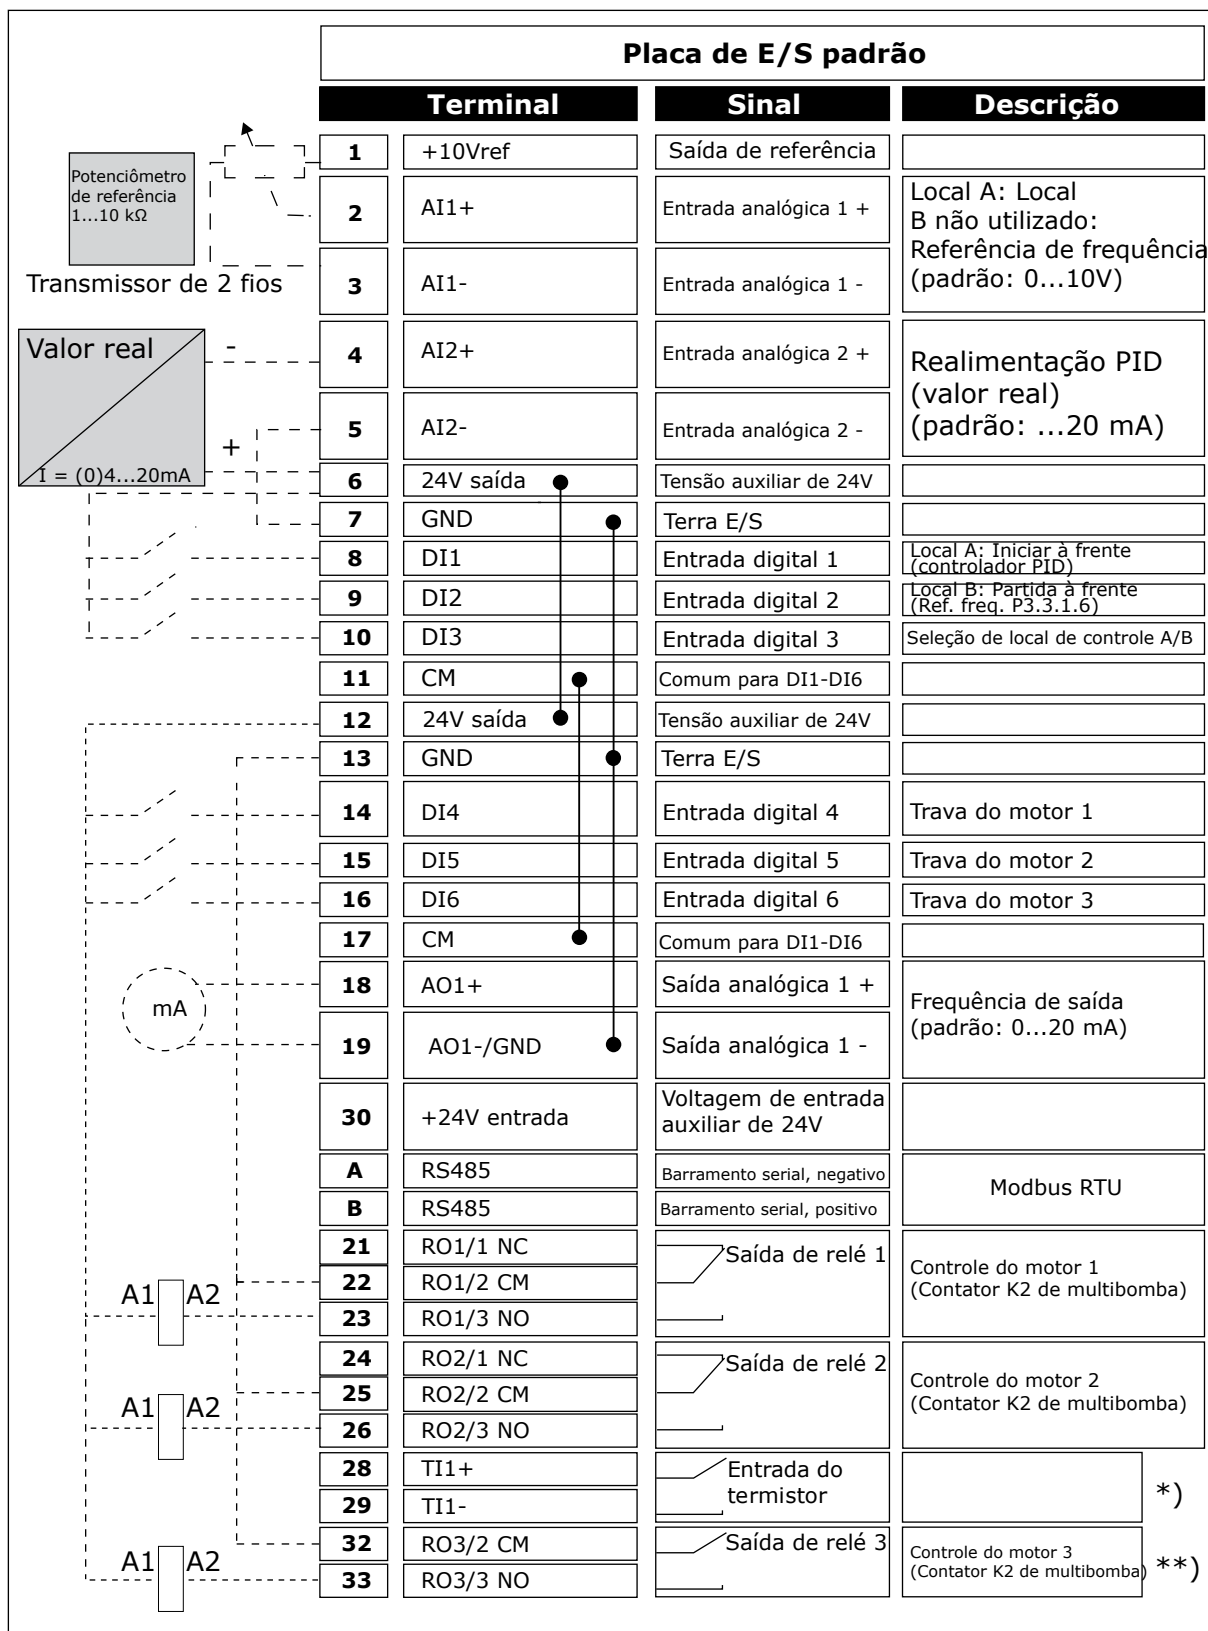 Placa de E/S padrão
Terminal Sinal Descrição
Potenciômetro
de referência
1...10 kΩ
1 +10Vref Saída de referência
2 AI1+ Entrada analógica 1 +
3 AI1- Entrada analógica 1 -
Local A: Local
B não utilizado:
Referência de frequência
(padrão: 0...10V)
Transmissor de 2 fios
Valor real
-
+
I = (0)4...20mA
4 AI2+ Entrada analógica 2 +
5 AI2- Entrada analógica 2 -
Realimentação PID
(valor real)
(padrão: ...20 mA)
6 24V saída Tensão auxiliar de 24V
7 GND Terra E/S
8 DI1 Entrada digital 1
Local A: Iniciar à frente
(controlador PID)
9 DI2 Entrada digital 2
Local B: Partida à frente
(Ref. freq. P3.3.1.6)
10 DI3 Entrada digital 3 Seleção de local de controle A/B
11 CM Comum para DI1-DI6
12 24V saída Tensão auxiliar de 24V
13 GND Terra E/S
14 DI4 Entrada digital 4 Trava do motor 1
15 DI5 Entrada digital 5 Trava do motor 2
16 DI6 Entrada digital 6 Trava do motor 3
17 CM Comum para DI1-DI6
mA
18 AO1+ Saída analógica 1 +
19 AO1-/GND Saída analógica 1 -
Frequência de saída
(padrão: 0...20 mA)
30 +24V entrada
Voltagem de entrada
auxiliar de 24V
A RS485 Barramento serial, negativo
B RS485 Barramento serial, positivo
Modbus RTU
21 RO1/1 NC
22 RO1/2 CM
23 RO1/3 NO
Saída de relé 1
Controle do motor 1
(Contator K2 de multibomba)
A1 A2
24 RO2/1 NC
25 RO2/2 CM
26 RO2/3 NO
Saída de relé 2
Controle do motor 2
(Contator K2 de multibomba)
A1 A2
28 TI1+
29 TI1-
Entrada do
termistor
*)
32 RO3/2 CM
33 RO3/3 NO
Saída de relé 3
Controle do motor 3
(Contator K2 de multibomba)
**)
A1 A2